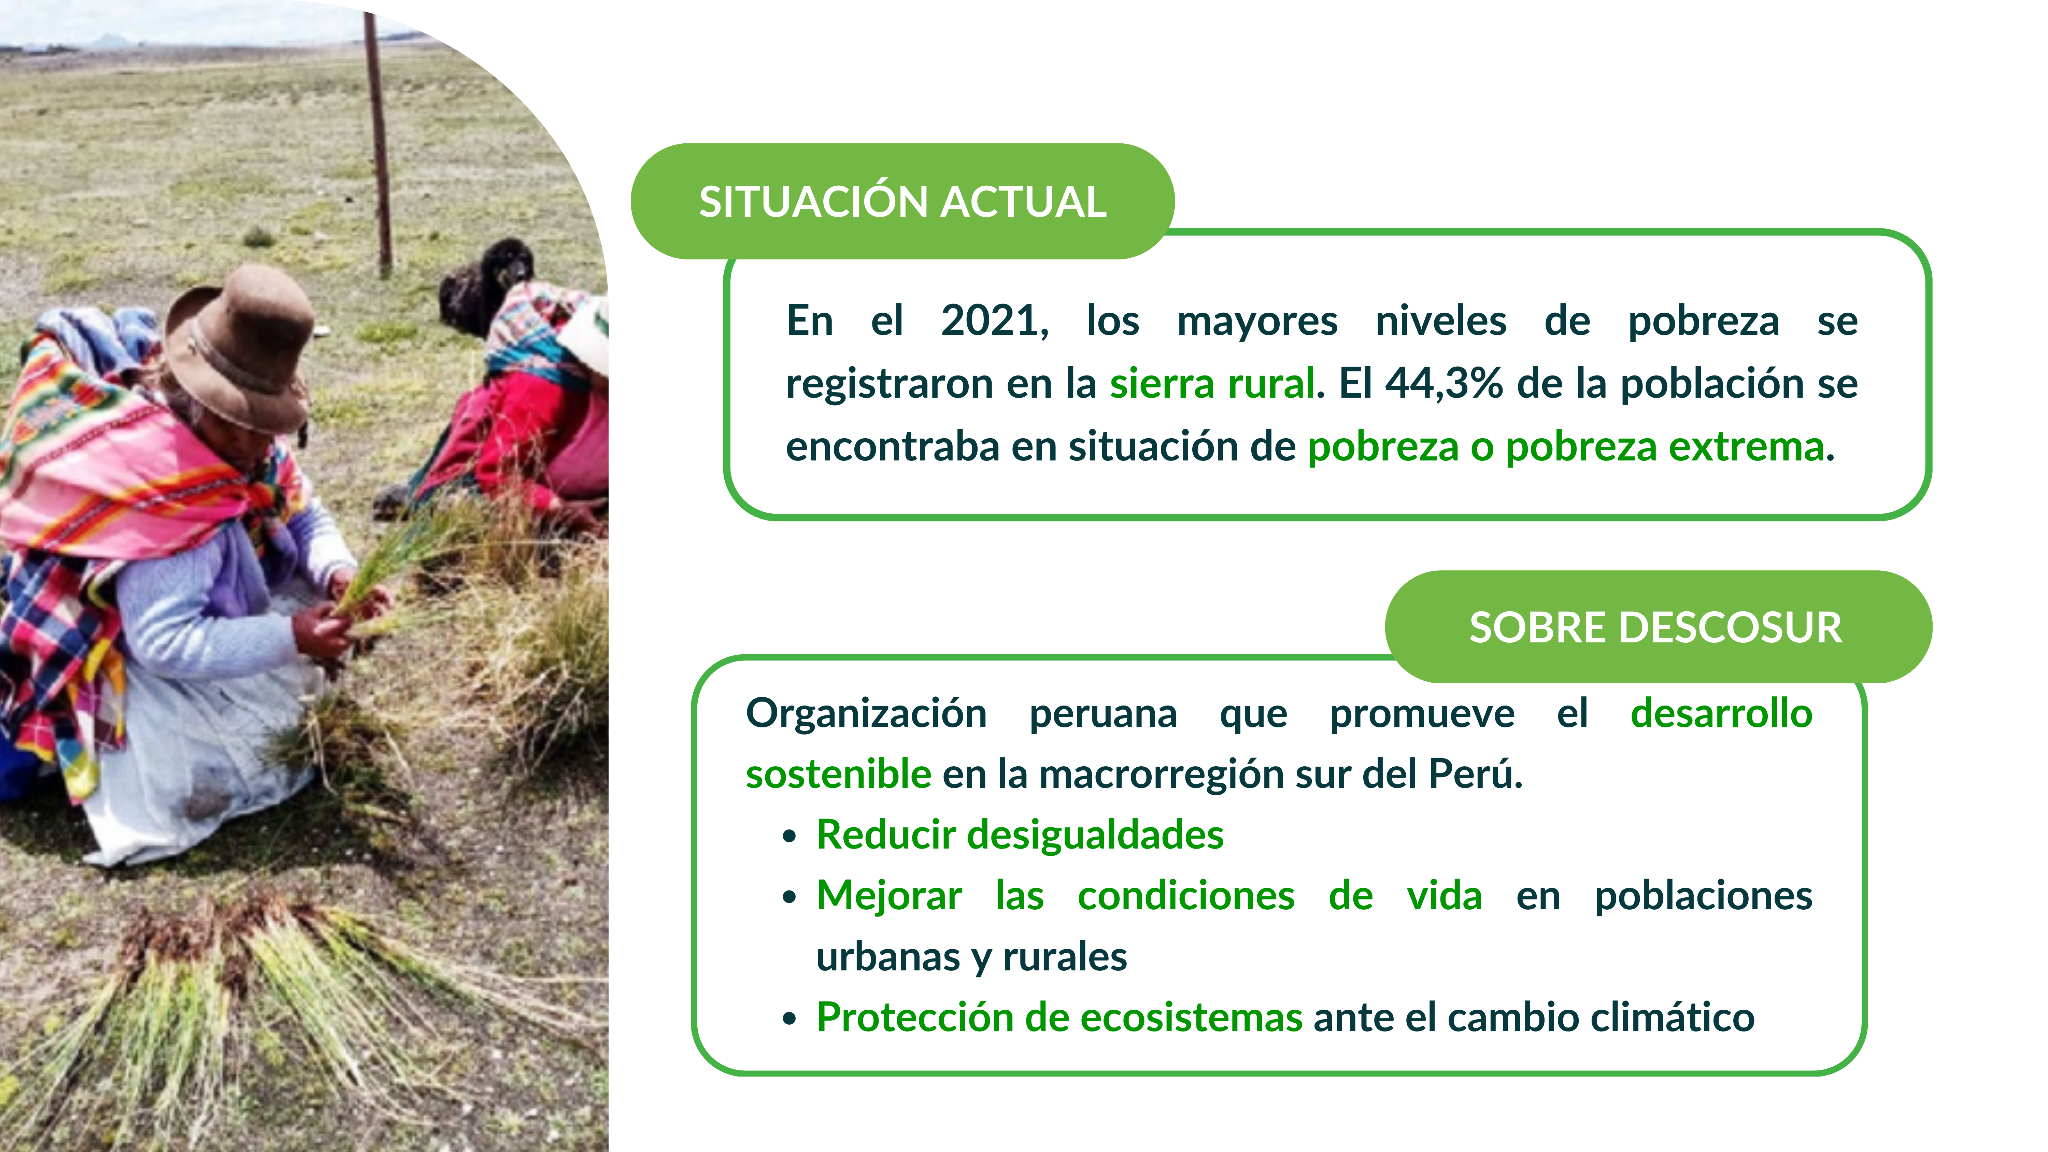 SITUACIÓN ACTUAL
En el 2021, los mayores niveles de pobreza se
registraron en la sierra rural. El 44,3% de la población se
encontraba en situación de pobreza o pobreza extrema.
SOBRE DESCOSUR
Organización peruana que promueve el desarrollo
sostenible en la macrorregión sur del Perú.
• Reducir desigualdades
• Mejorar las condiciones de vida en poblaciones
urbanas y rurales
• Protección de ecosistemas ante el cambio climático